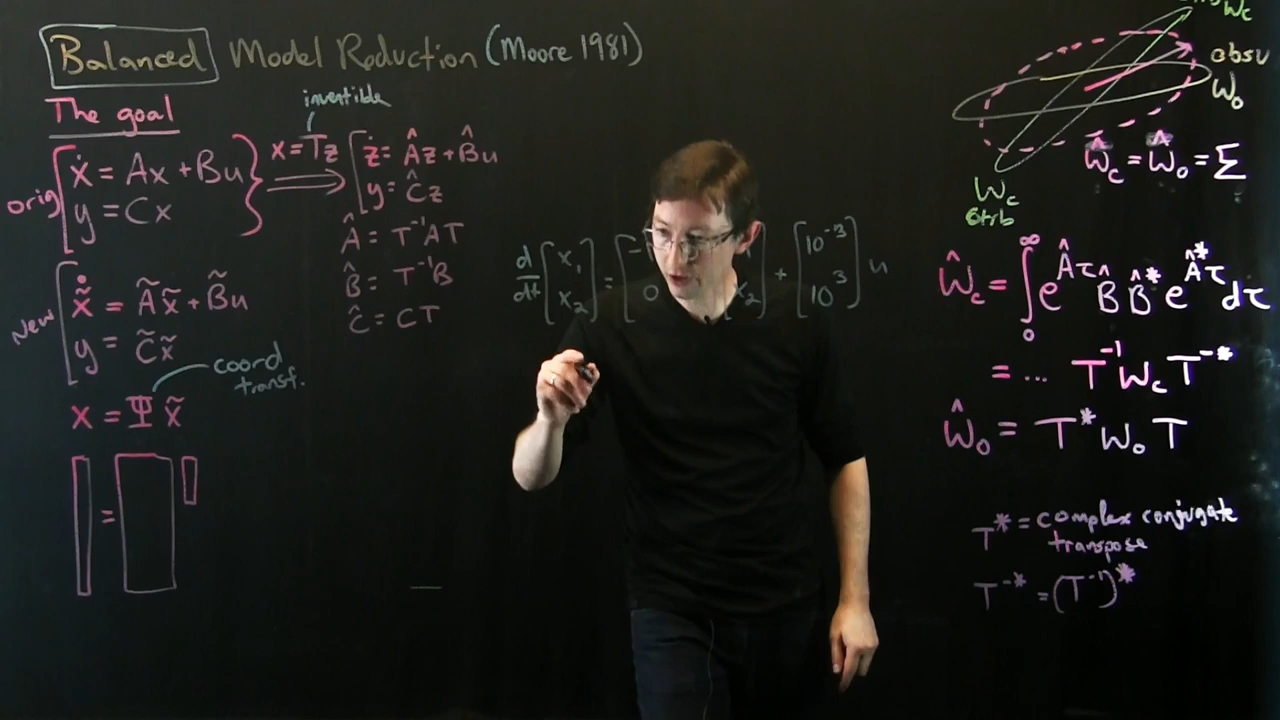 Balanced Model Reduction (Moore 1981)
The goal
invertible
orig
ẋ = Ax + Bu
y = Cx
x = Tz
ż = Âz + B̂u
y = Ĉz
Â = T⁻¹AT
B̂ = T⁻¹B
Ĉ = CT
New
x̃̇ = Ãx̃ + B̃u
y = C̃x̃
coord
transf.
x = Ψ x̃
=
d/dt [x₁ x₂] = [- 0 x₂] + [10⁻³ 10³] u
Wc
obsv
Wo
Wc
ctrb
Ŵc = Ŵo = Σ
Ŵc = ∫₀^∞ e^Âτ B̂ B̂* e^Â*τ dτ
= ... T⁻¹ Wc T⁻*
Ŵo = T* Wo T
T* = complex conjugate
transpose
T⁻* = (T⁻¹)*